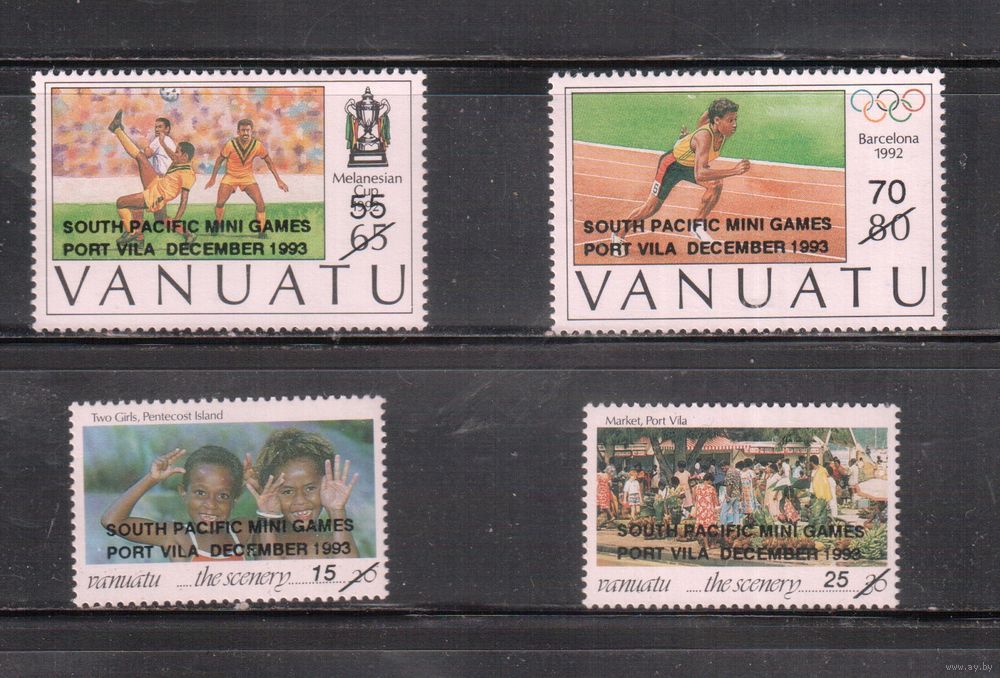 Melanesian
Cup
1992
55
65
SOUTH PACIFIC MINI GAMES
PORT VILA DECEMBER 1993
VANUATU
Barcelona
1992
70
80
SOUTH PACIFIC MINI GAMES
PORT VILA DECEMBER 1993
VANUATU
Two Girls, Pentecost Island
SOUTH PACIFIC MINI GAMES
PORT VILA DECEMBER 1993
vanuatu .....the scenery.......... 15 20
Market, Port Vila
SOUTH PACIFIC MINI GAMES
PORT VILA DECEMBER 1993
vanuatu .....the scenery.......... 25 20
www.ay.by